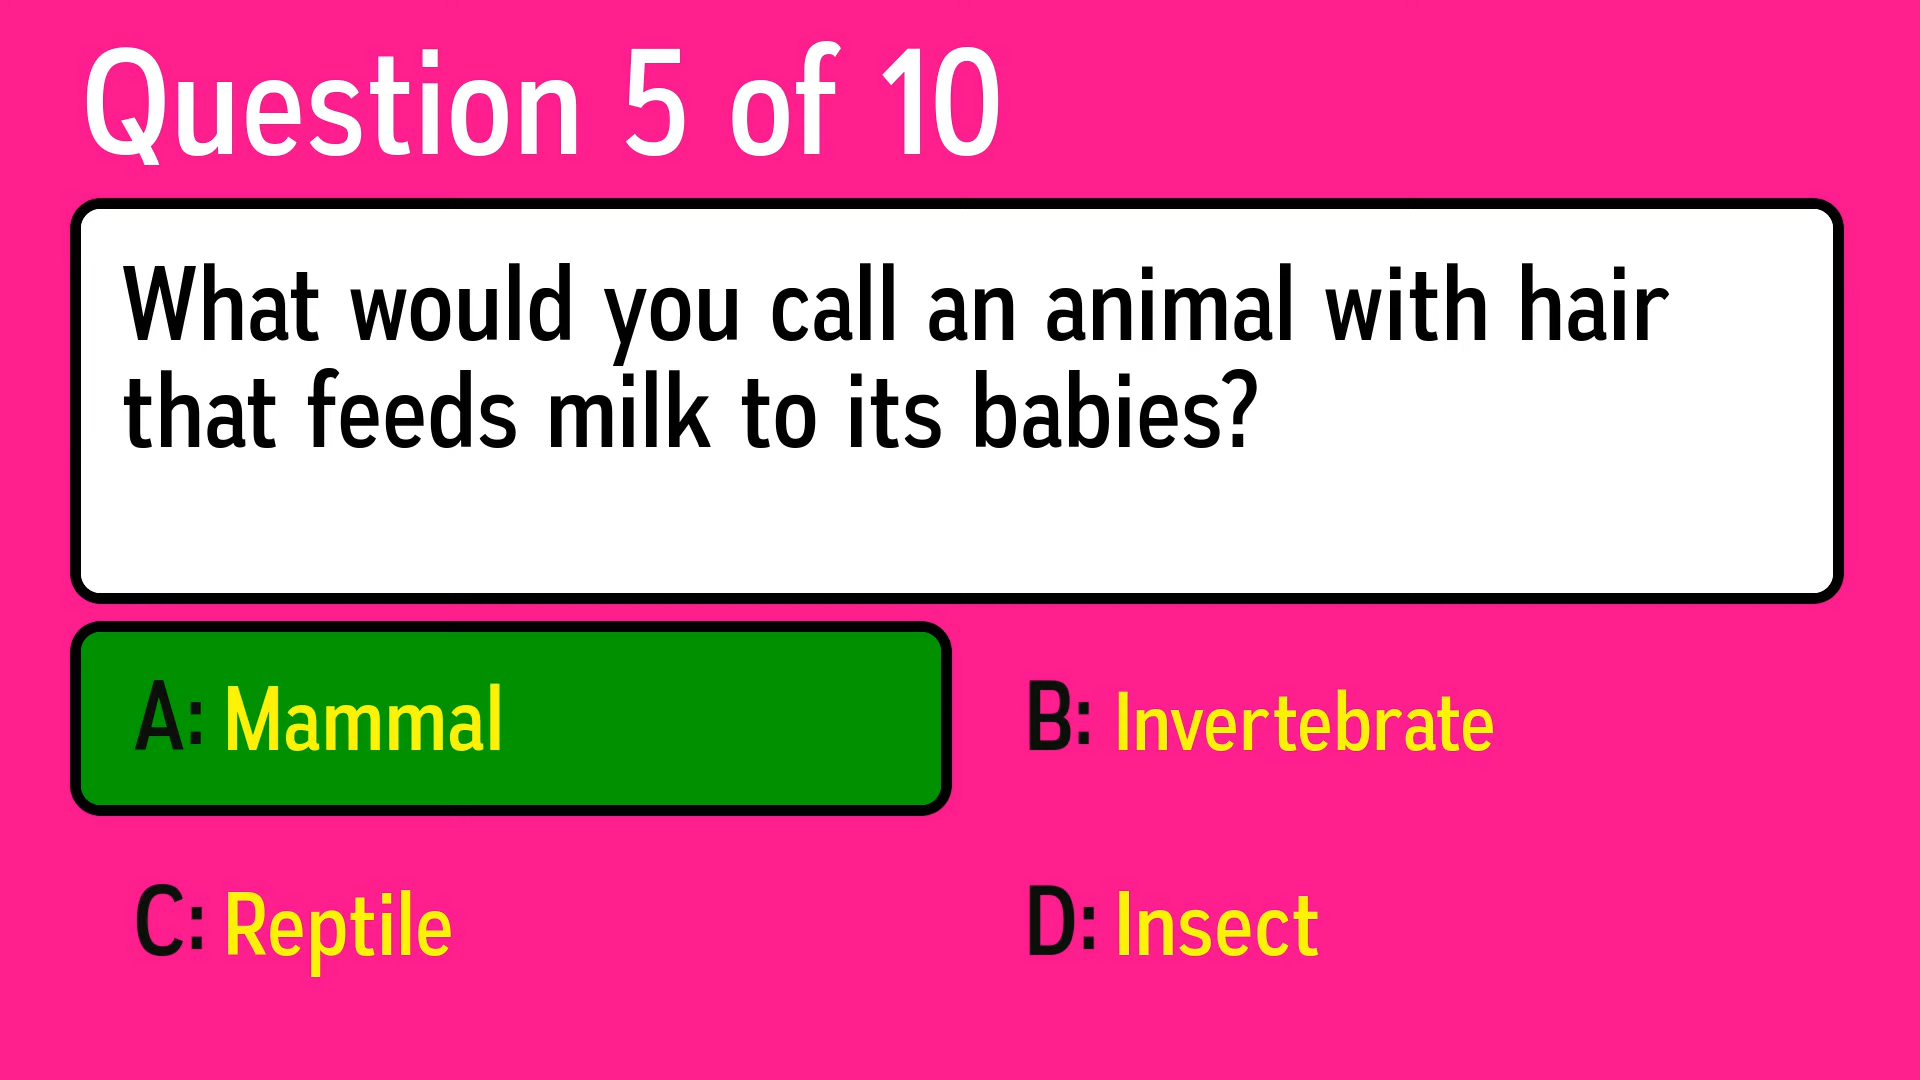 Question 5 of 10
What would you call an animal with hair
that feeds milk to its babies?
A: Mammal
B: Invertebrate
C: Reptile
D: Insect